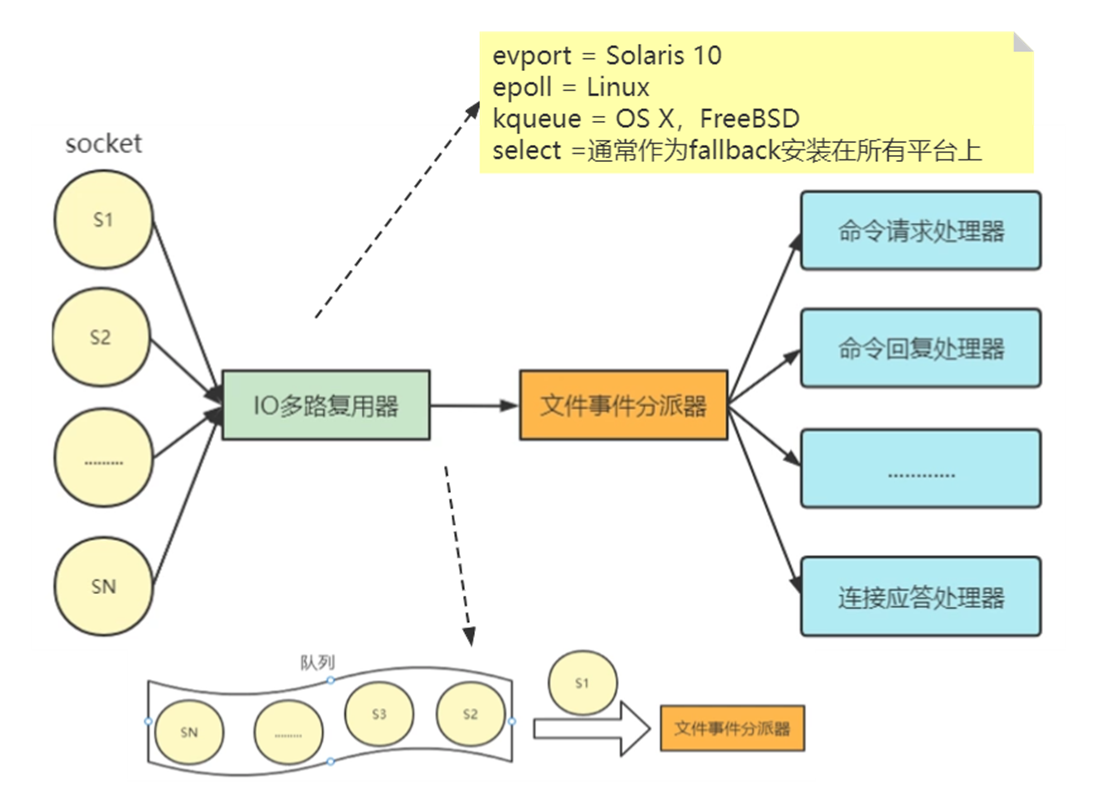 evport = Solaris 10
epoll = Linux
kqueue = OS X，FreeBSD
select =通常作为fallback安装在所有平台上
socket
S1
S2
.........
SN
IO多路复用器
文件事件分派器
命令请求处理器
命令回复处理器
............
连接应答处理器
队列
SN
.........
S3
S2
S1
文件事件分派器